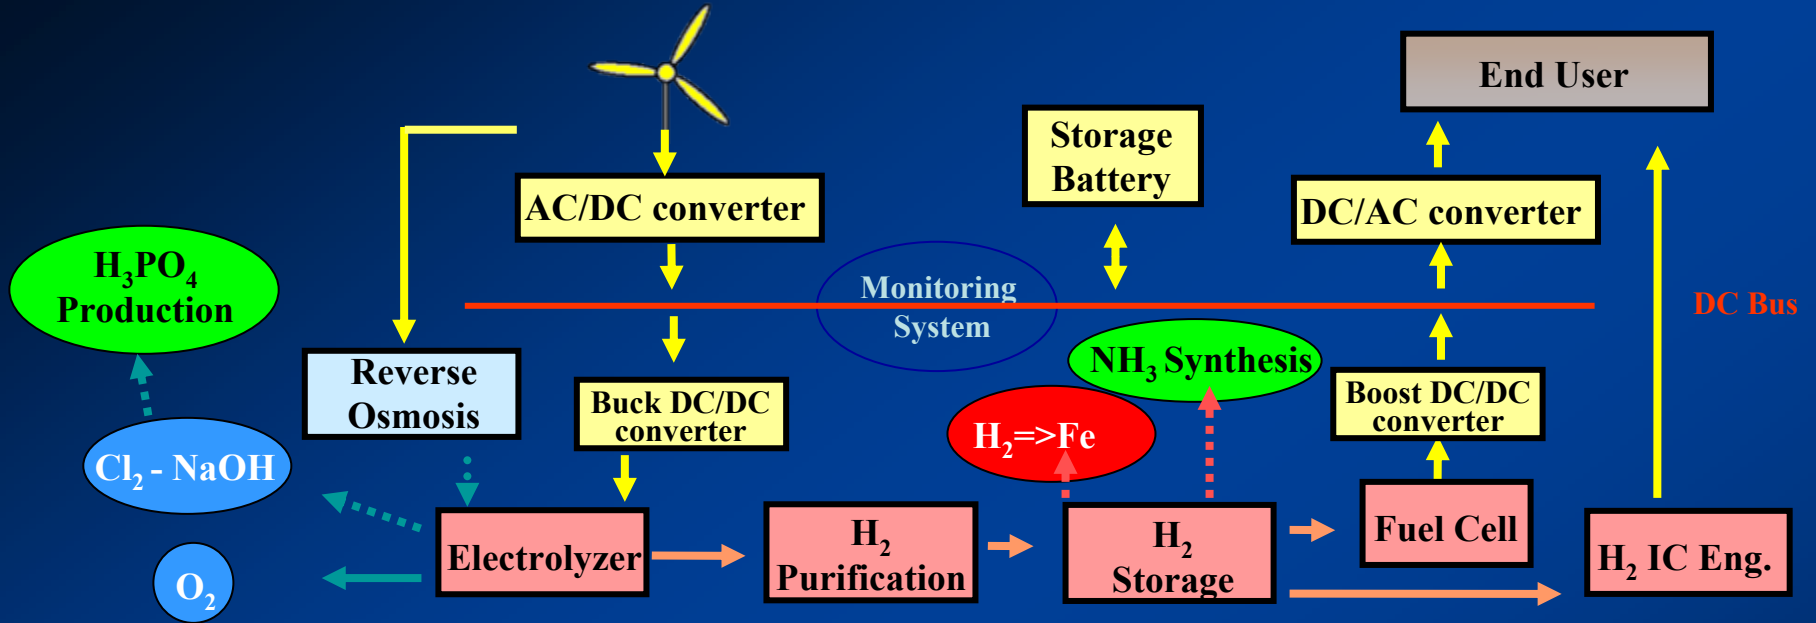 End User
Storage
Battery
AC/DC converter
DC/AC converter
H₃PO₄
Production
Monitoring
System
DC Bus
Reverse
Osmosis
NH₃ Synthesis
Buck DC/DC
converter
Boost DC/DC
converter
H₂=>Fe
Cl₂ - NaOH
Electrolyzer
H₂
Purification
H₂
Storage
Fuel Cell
H₂ IC Eng.
O₂